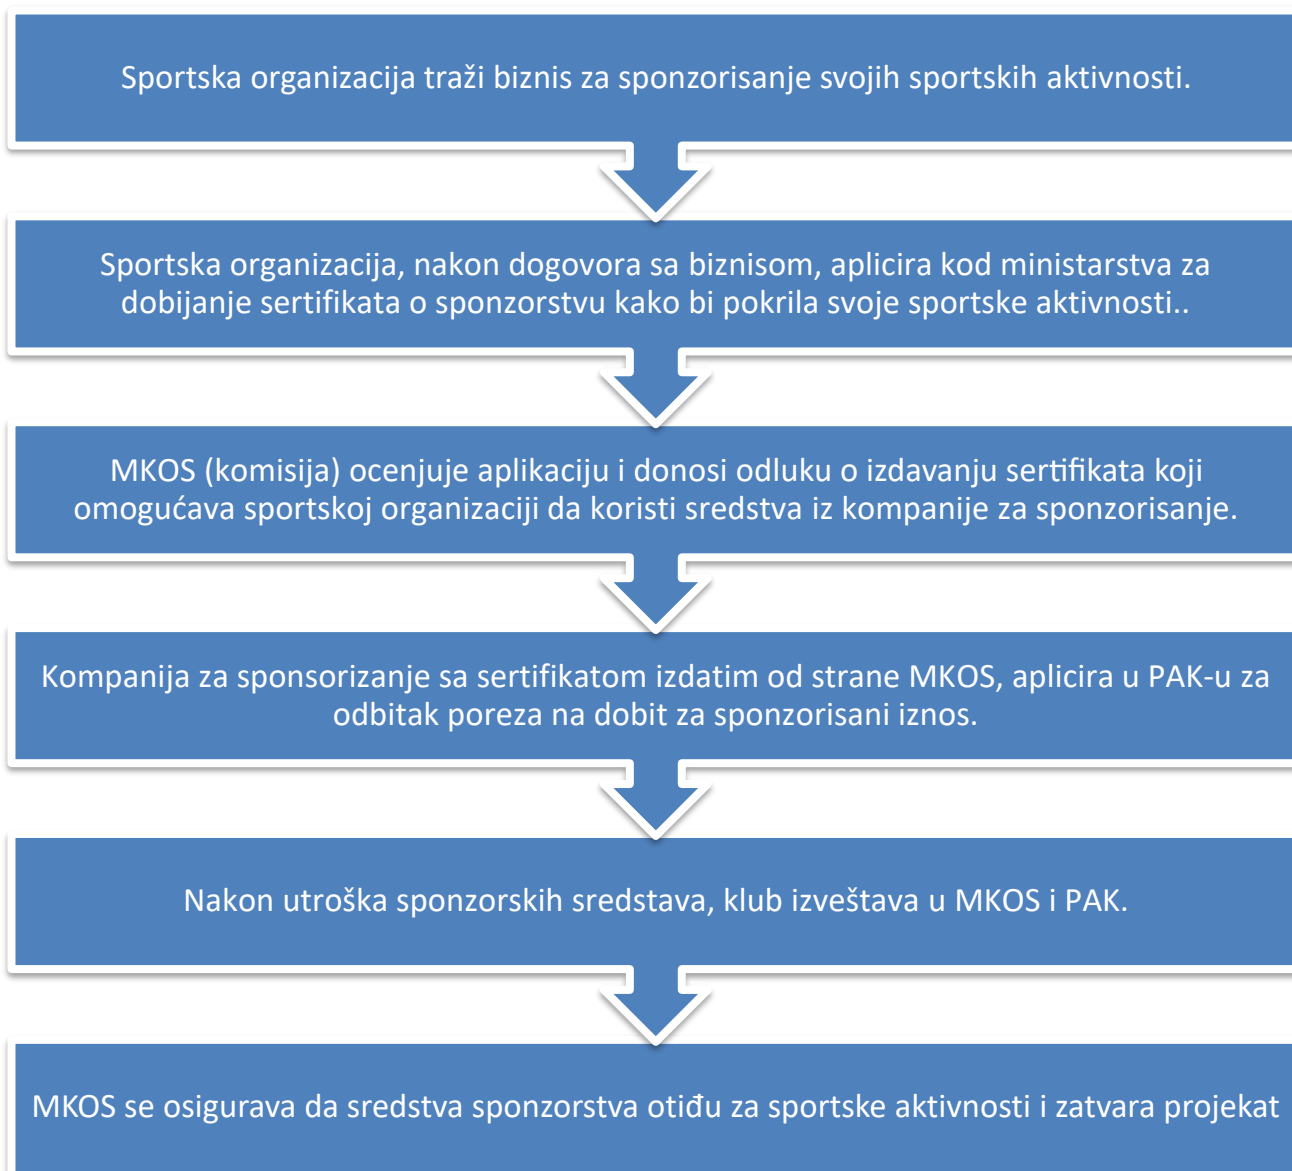 Sportska organizacija traži biznis za sponzorisanje svojih sportskih aktivnosti.
Sportska organizacija, nakon dogovora sa biznisom, aplicira kod ministarstva za
dobijanje sertifikata o sponzorstvu kako bi pokrila svoje sportske aktivnosti..
MKOS (komisija) ocenjuje aplikaciju i donosi odluku o izdavanju sertifikata koji
omogućava sportskoj organizaciji da koristi sredstva iz kompanije za sponzorisanje.
Kompanija za sponsorizanje sa sertifikatom izdatim od strane MKOS, aplicira u PAK-u za
odbitak poreza na dobit za sponzorisani iznos.
Nakon utroška sponzorskih sredstava, klub izveštava u MKOS i PAK.
MKOS se osigurava da sredstva sponzorstva otiđu za sportske aktivnosti i zatvara projekat